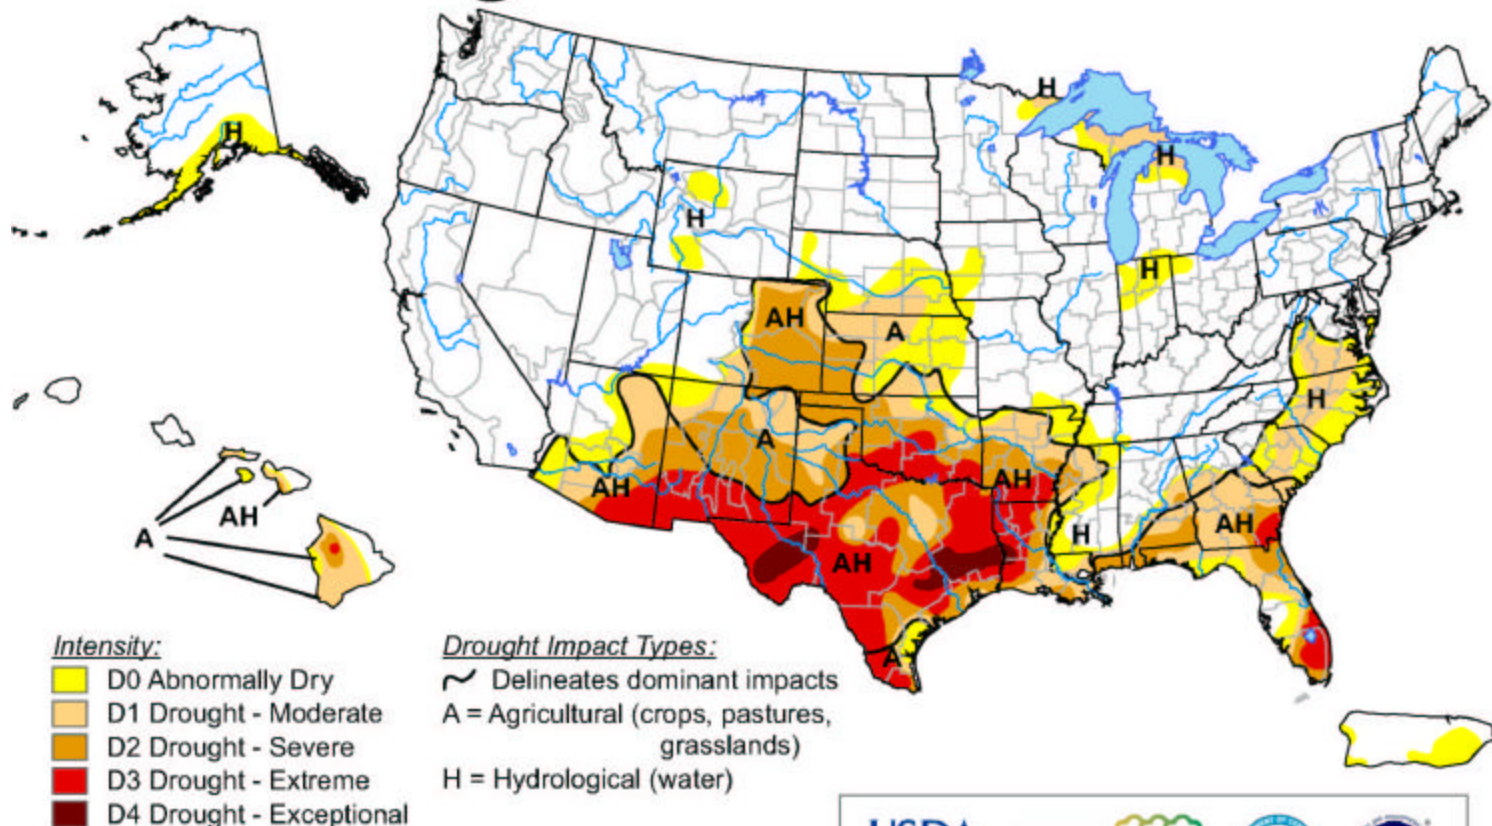 H
H
H
H
H
AH
A
H
A
AH
AH
AH
A
AH
H
AH
A
Intensity:
D0 Abnormally Dry
D1 Drought - Moderate
D2 Drought - Severe
D3 Drought - Extreme
D4 Drought - Exceptional
Drought Impact Types:
Delineates dominant impacts
A = Agricultural (crops, pastures,
grasslands)
H = Hydrological (water)
USDA